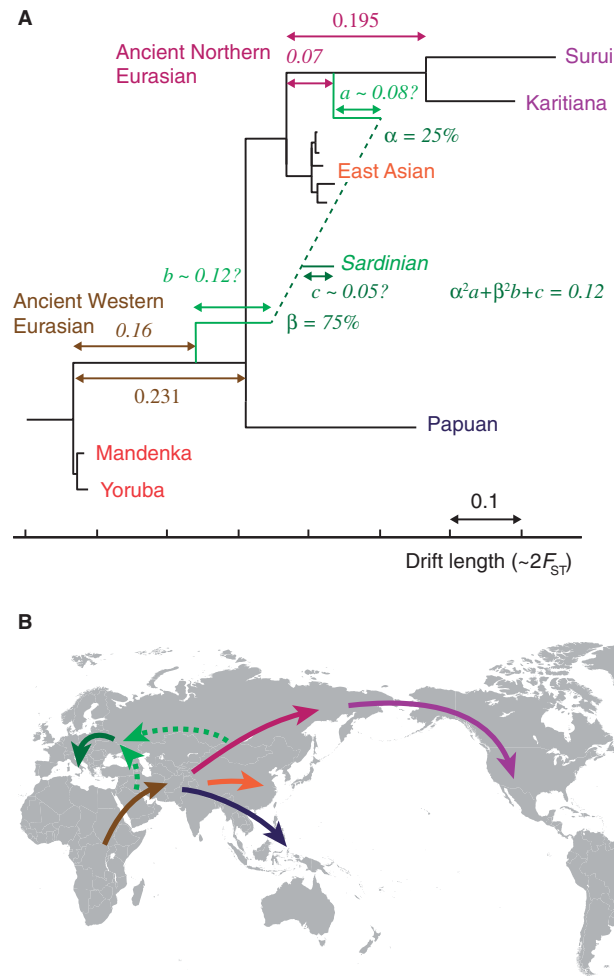 A
0.195
Surui
Ancient Northern
Eurasian
0.07
a ~ 0.08?
Karitiana
α = 25%
East Asian
b ~ 0.12?
Sardinian
c ~ 0.05?
α²a+β²b+c = 0.12
Ancient Western
Eurasian
0.16
β = 75%
0.231
Papuan
Mandenka
Yoruba
0.1
Drift length (~2F_ST)
B